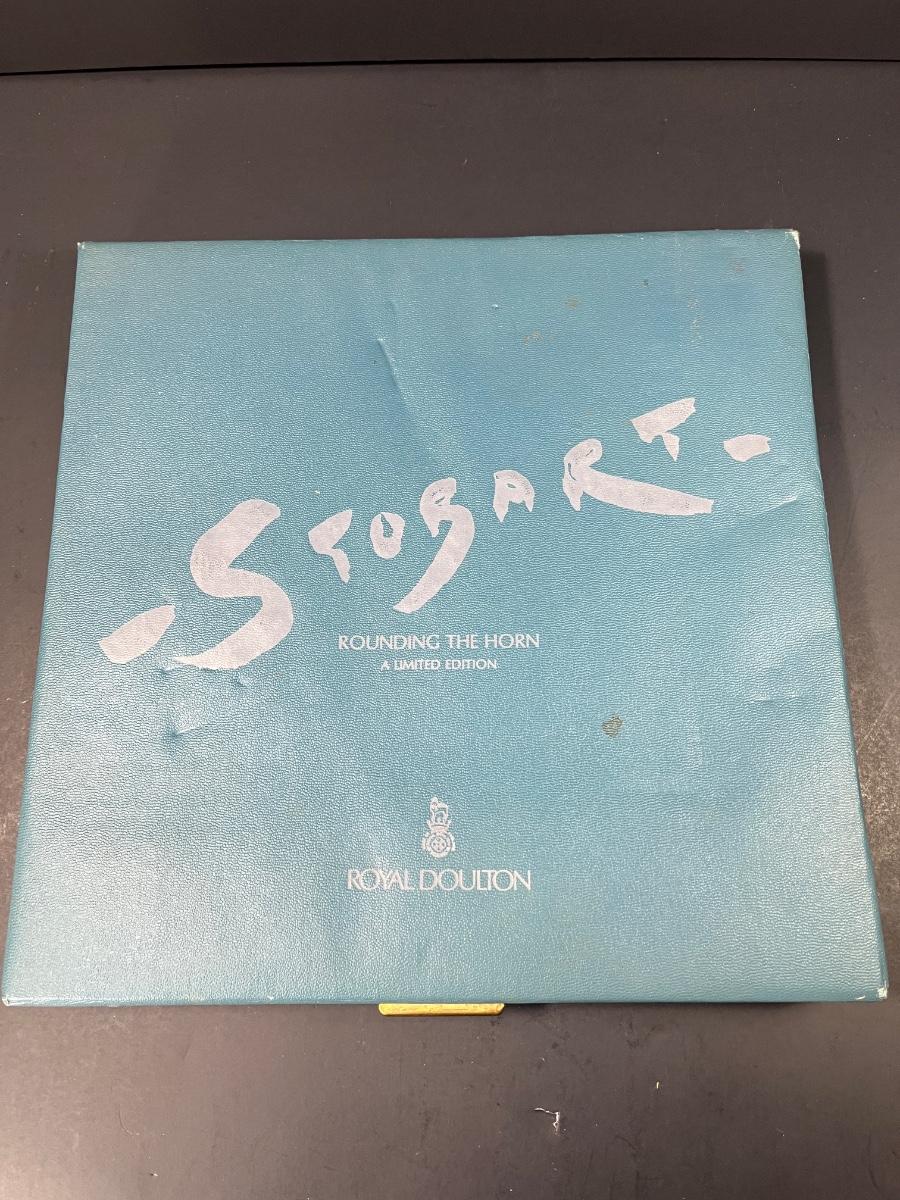 - STOBART -
ROUNDING THE HORN
A LIMITED EDITION
ROYAL DOULTON